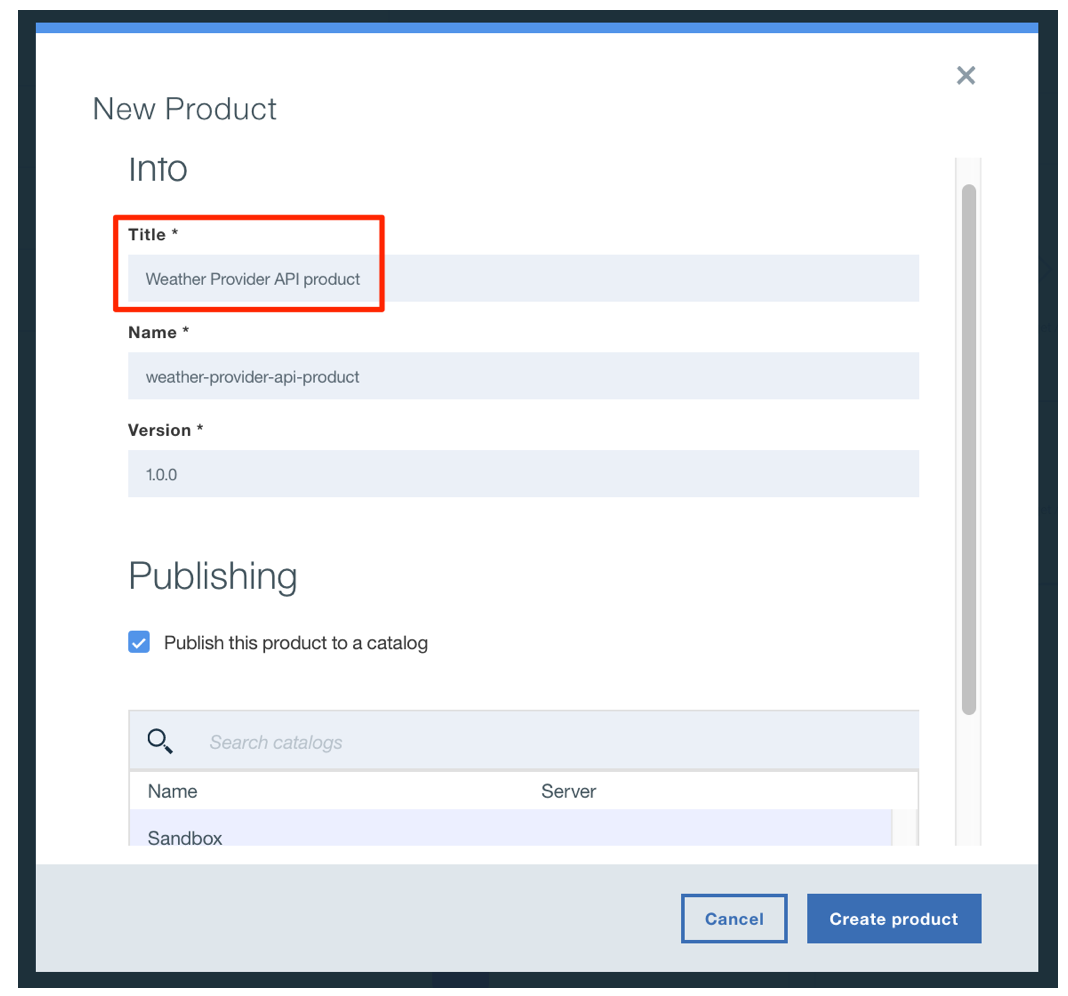 New Product
Into
Title *
Weather Provider API product
Name *
weather-provider-api-product
Version *
1.0.0
Publishing
Publish this product to a catalog
Search catalogs
Name Server
Sandbox
Cancel Create product